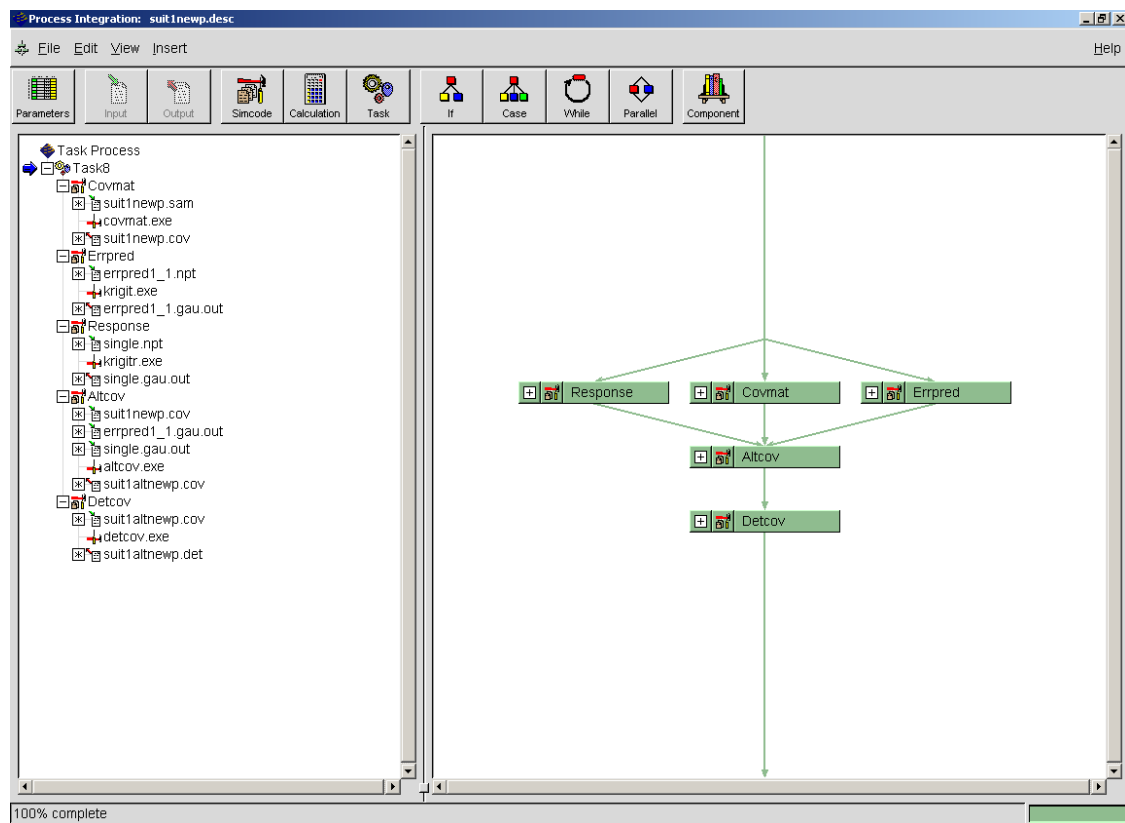 Process Integration: suit1newp.desc
File Edit View Insert Help
Parameters Input Output Simcode Calculation Task If Case While Parallel Component
Task Process
Task8
Covmat
suit1newp.sam
covmat.exe
suit1newp.cov
Errpred
errpred1_1.npt
krigit.exe
errpred1_1.gau.out
Response
single.npt
krigitr.exe
single.gau.out
Altcov
suit1newp.cov
errpred1_1.gau.out
single.gau.out
altcov.exe
suit1altnewp.cov
Detcov
suit1altnewp.cov
detcov.exe
suit1altnewp.det
Response Covmat Errpred
Altcov
Detcov
100% complete